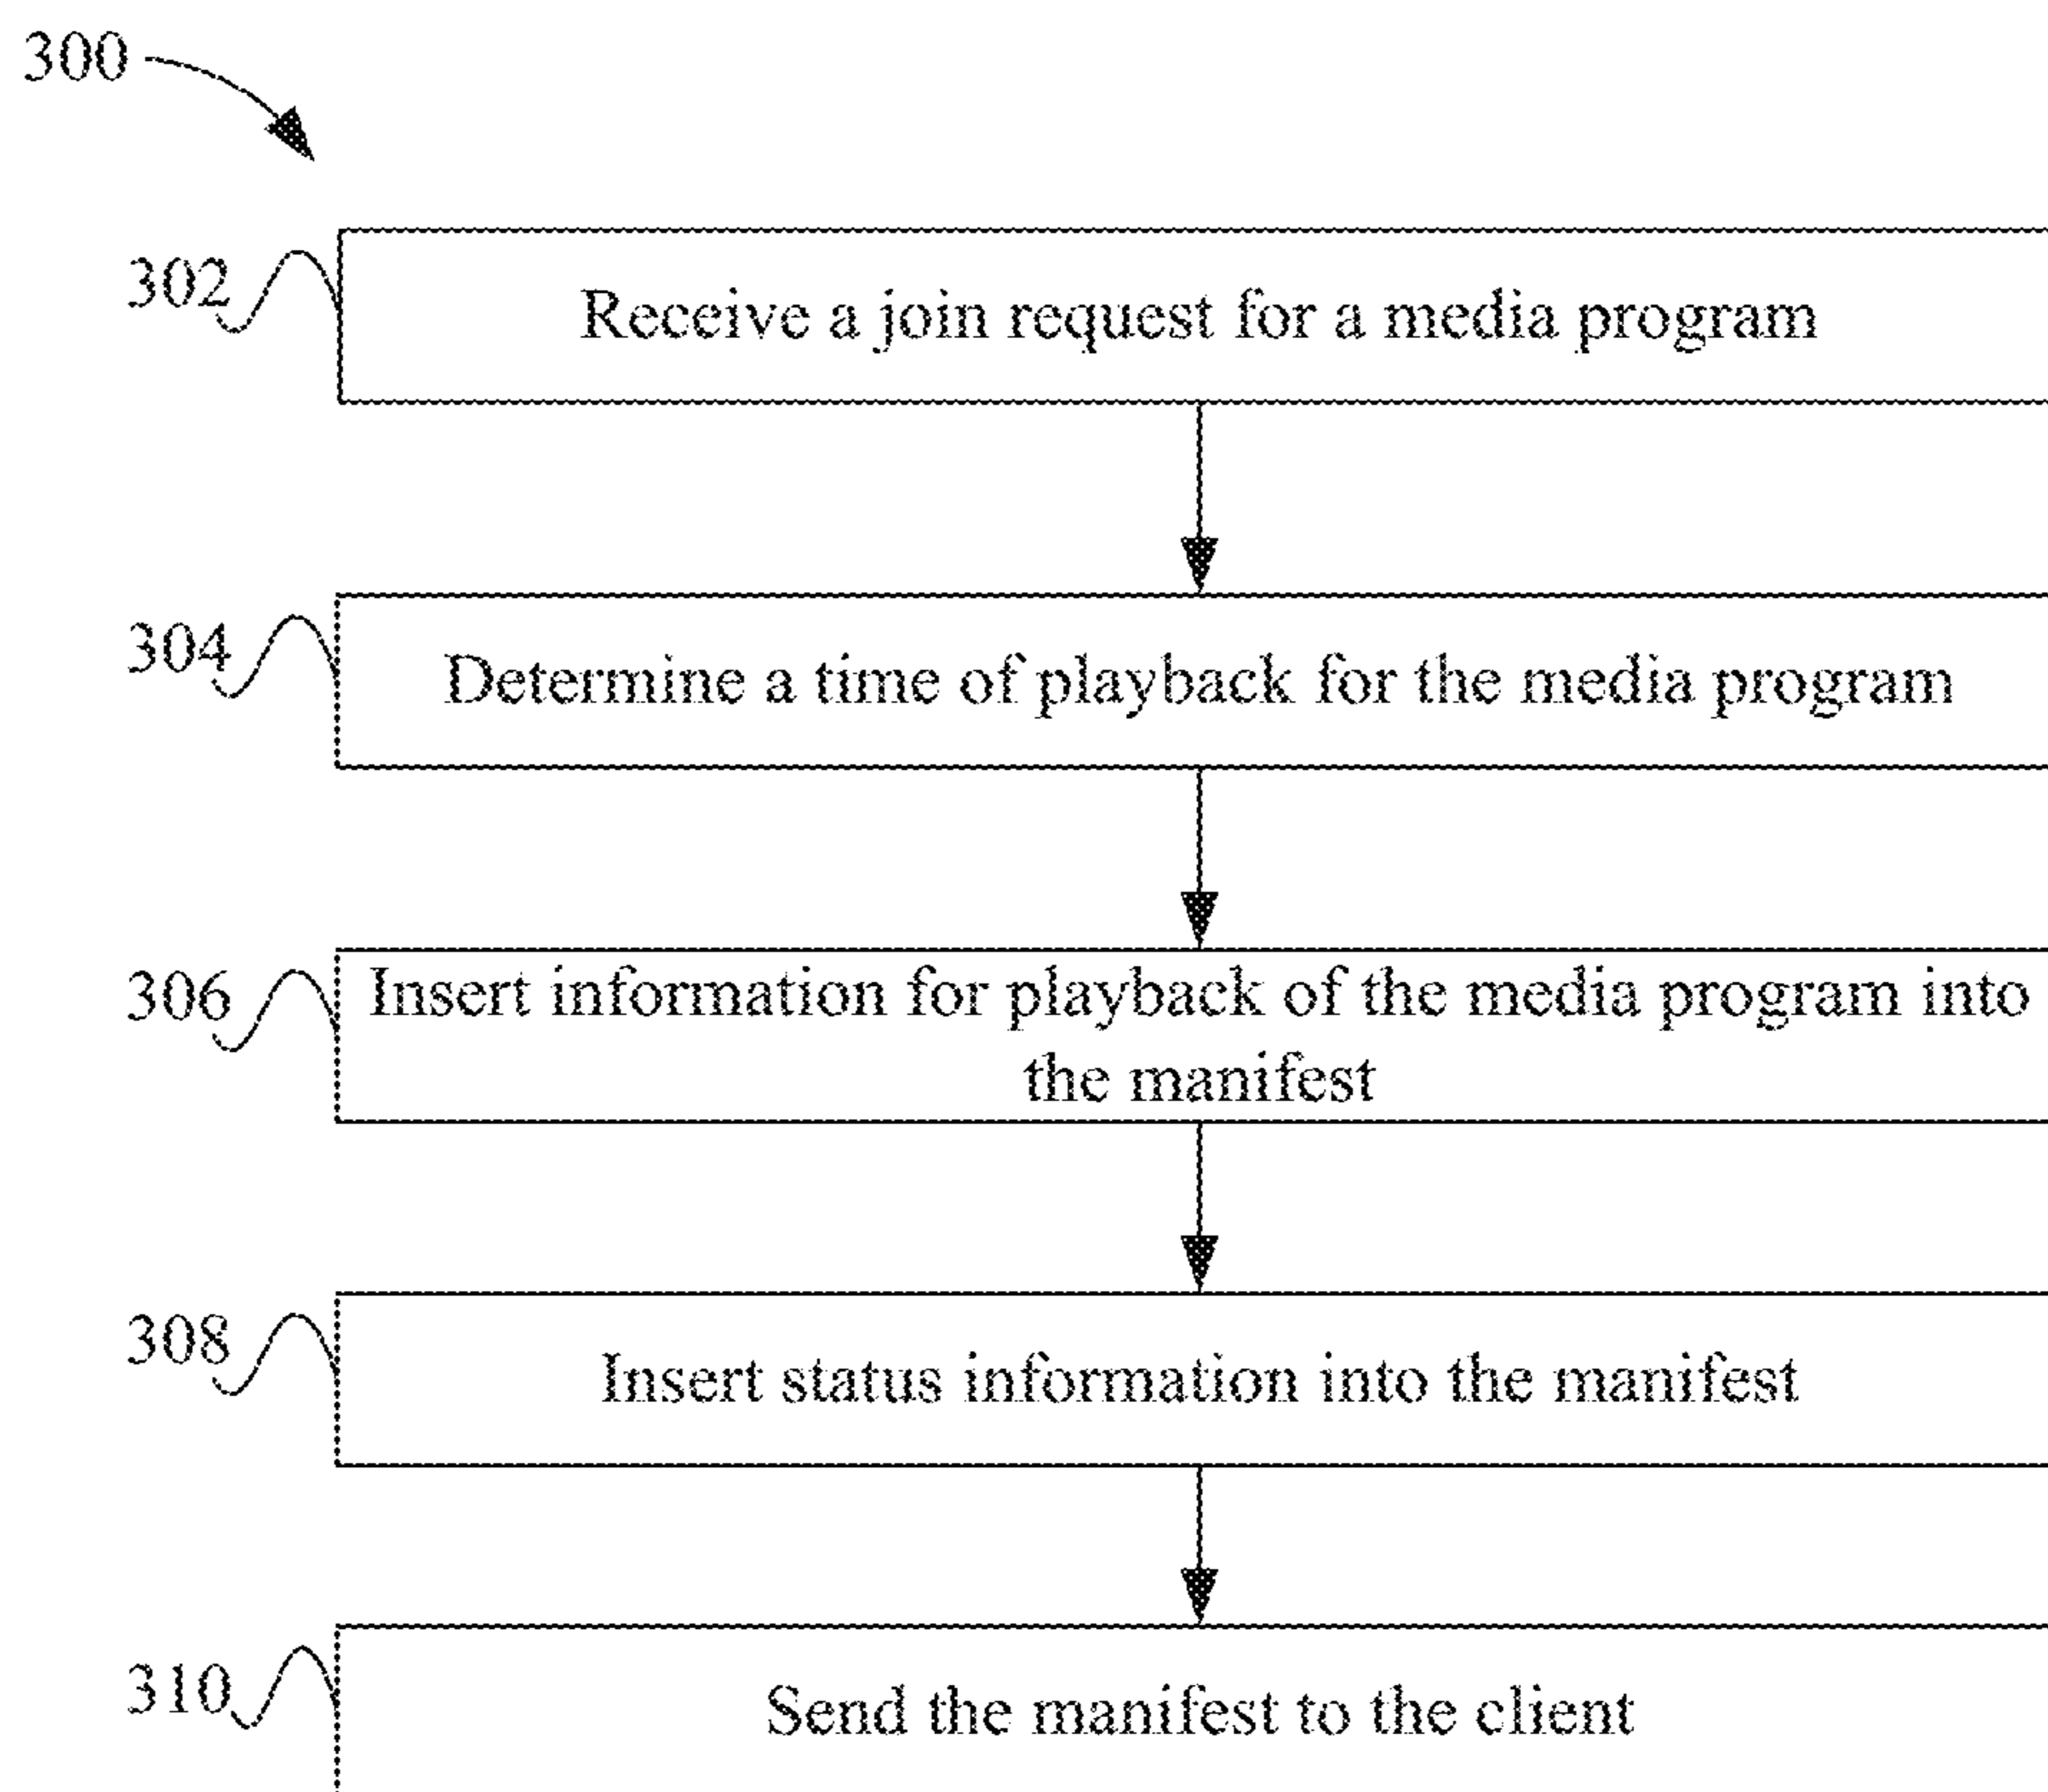 300
302
Receive a join request for a media program
304
Determine a time of playback for the media program
306
Insert information for playback of the media program into
the manifest
308
Insert status information into the manifest
310
Send the manifest to the client